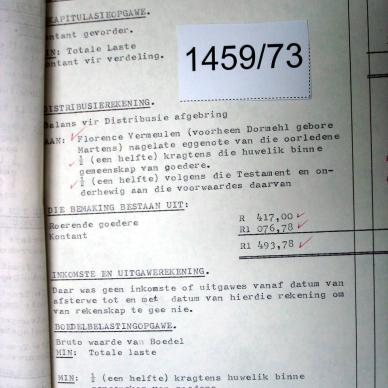 KAPITULASIEOPGAWE.
ontant gevorder.
MIN: Totale Laste
ontant vir verdeling.
1459/73
DISTRIBUSIEREKENING.
Balans vir Distribusie afgebring
AAN: Florence Vermeulen (voorheen Dormehl gebore
Martens) nagelate eggenote van die oorledene
½ (een helfte) kragtens die huwelik binne
gemeenskap van goedere.
½ (een helfte) volgens die Testament en on-
derhewig aan die voorwaardes daarvan
DIE BEMAKING BESTAAN UIT:
Roerende goedere R 417,00
Kontant R1 076,78
R1 493,78
INKOMSTE EN UITGAWEREKENING.
Daar was geen inkomste of uitgawes vanaf datum van
afsterwe tot en met datum van hierdie rekening om
van rekenskap te gee nie.
BOEDELBELASTINGOPGAWE.
Bruto waarde van Boedel
MIN: Totale laste
MIN: ½ (een helfte) kragtens huwelik binne